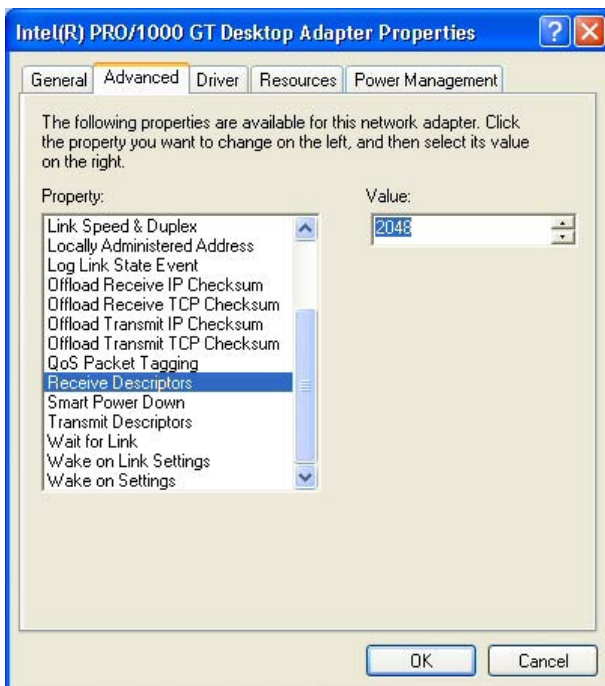 Intel(R) PRO/1000 GT Desktop Adapter Properties
General Advanced Driver Resources Power Management
The following properties are available for this network adapter. Click
the property you want to change on the left, and then select its value
on the right.
Property:
Value:
Link Speed & Duplex
Locally Administered Address
Log Link State Event
Offload Receive IP Checksum
Offload Receive TCP Checksum
Offload Transmit IP Checksum
Offload Transmit TCP Checksum
QoS Packet Tagging
Receive Descriptors
Smart Power Down
Transmit Descriptors
Wait for Link
Wake on Link Settings
Wake on Settings
2048
OK Cancel